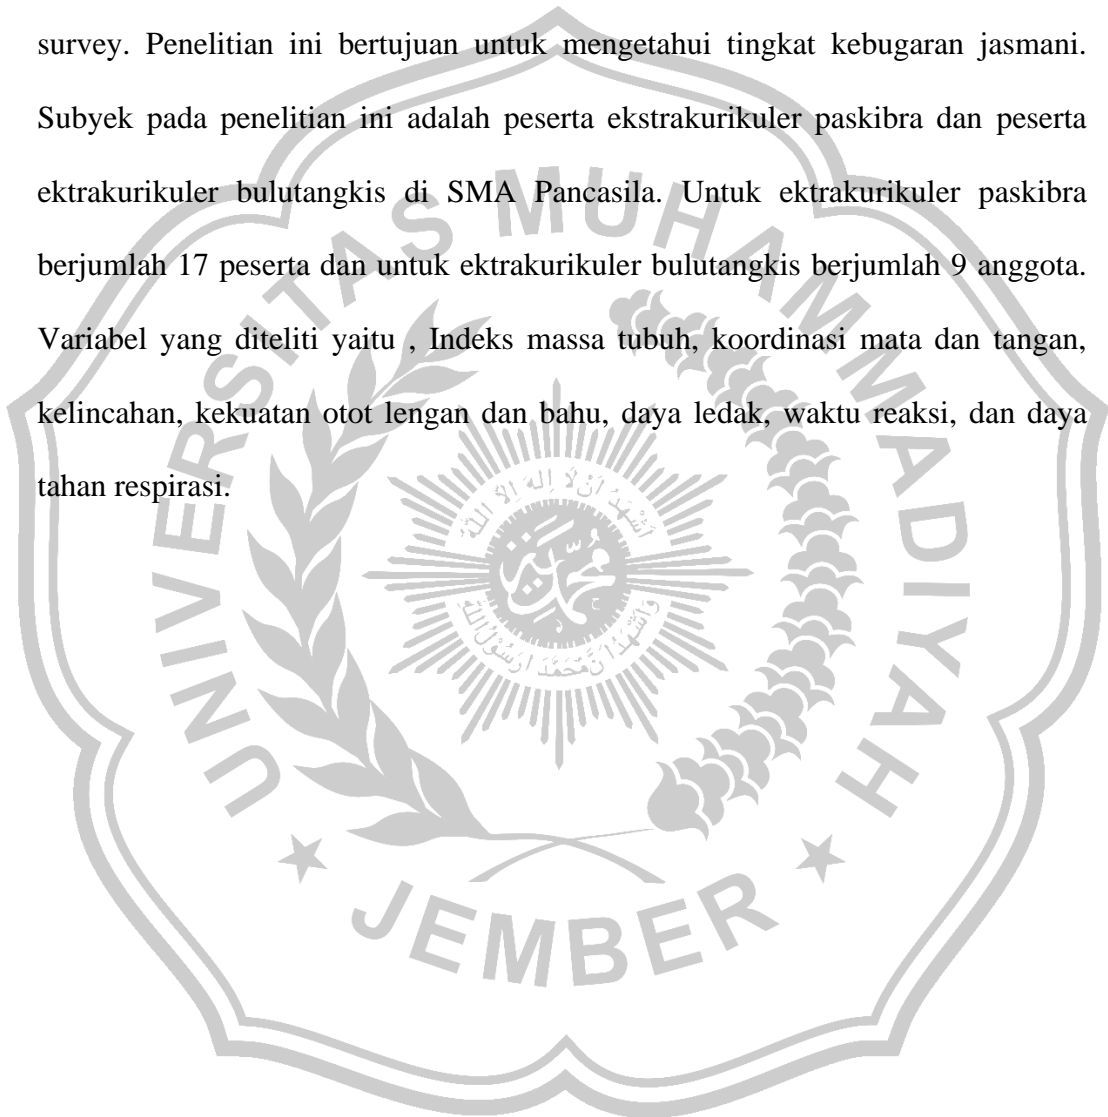 survey. Penelitian ini bertujuan untuk mengetahui tingkat kebugaran jasmani.
Subyek pada penelitian ini adalah peserta ekstrakurikuler paskibra dan peserta
ektrakurikuler bulutangkis di SMA Pancasila. Untuk ektrakurikuler paskibra
berjumlah 17 peserta dan untuk ektrakurikuler bulutangkis berjumlah 9 anggota.
Variabel yang diteliti yaitu , Indeks massa tubuh, koordinasi mata dan tangan,
kelincahan, kekuatan otot lengan dan bahu, daya ledak, waktu reaksi, dan daya
tahan respirasi.
UNIVERSITAS MUHAMMADIYAH
JEMBER